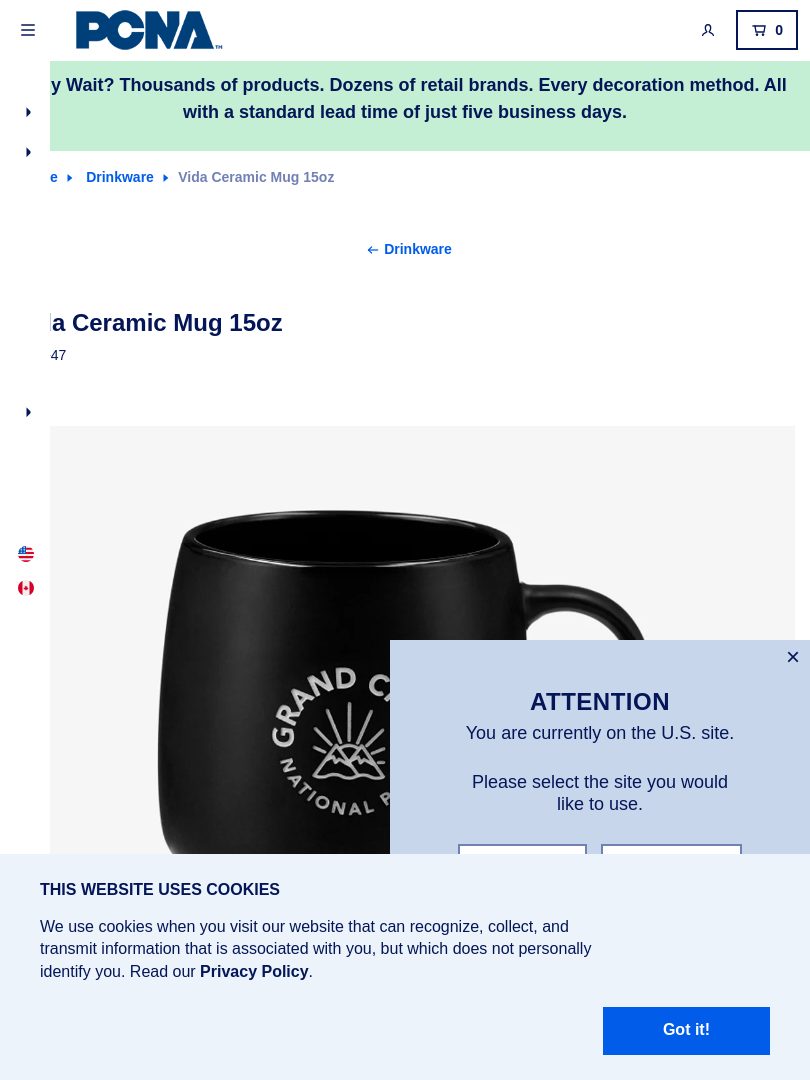 PCNA™
0
y Wait? Thousands of products. Dozens of retail brands. Every decoration method. All
with a standard lead time of just five business days.
e Drinkware Vida Ceramic Mug 15oz
← Drinkware
a Ceramic Mug 15oz
47
GRAND CA
NATIONAL P
×
ATTENTION
You are currently on the U.S. site.
Please select the site you would
like to use.
THIS WEBSITE USES COOKIES
We use cookies when you visit our website that can recognize, collect, and
transmit information that is associated with you, but which does not personally
identify you. Read our Privacy Policy.
Got it!